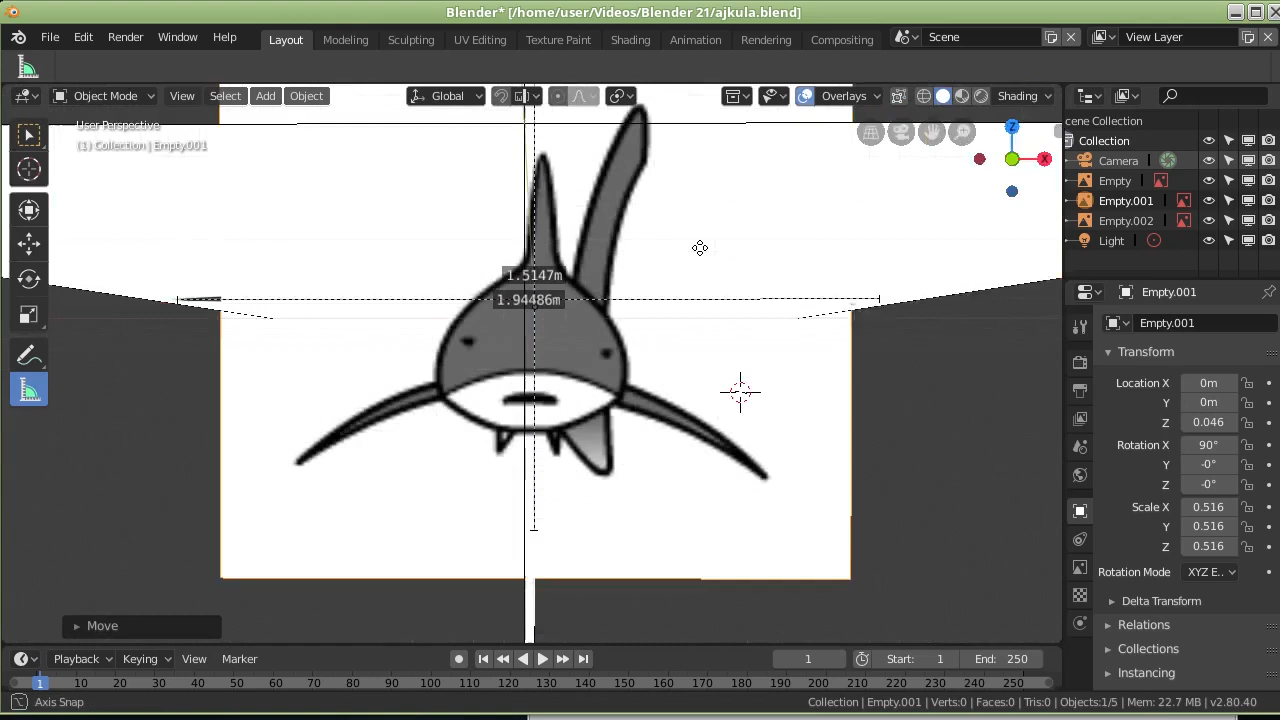 Blender* [/home/user/Videos/Blender 21/ajkula.blend]
File Edit Render Window Help Layout Modeling Sculpting UV Editing Texture Paint Shading Animation Rendering Compositing Scene View Layer
Object Mode View Select Add Object Global Overlays Shading
User Perspective
(1) Collection | Empty.001
Z
X
1.5147m
1.94486m
Move
cene Collection
Collection
Camera
Empty
Empty.001
Empty.002
Light
Empty.001
Empty.001
Transform
Location X 0m
Y 0m
Z 0.046
Rotation X 90°
Y -0°
Z -0°
Scale X 0.516
Y 0.516
Z 0.516
Rotation Mode XYZ E..
Delta Transform
Relations
Collections
Instancing
Playback Keying View Marker 1 Start: 1 End: 250
1 10 20 30 40 50 60 70 80 90 100 110 120 130 140 150 160 170 180 190 200 210 220 230 240 250
Axis Snap Collection | Empty.001 | Verts:0 | Faces:0 | Tris:0 | Objects:1/5 | Mem: 22.7 MB | v2.80.40